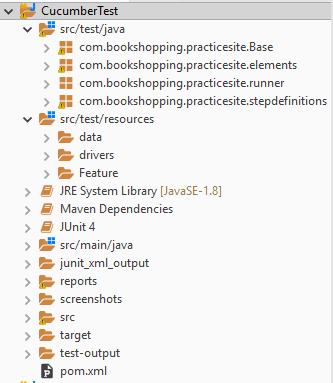 CucumberTest
src/test/java
com.bookshopping.practicesite.Base
com.bookshopping.practicesite.elements
com.bookshopping.practicesite.runner
com.bookshopping.practicesite.stepdefinitions
src/test/resources
data
drivers
Feature
JRE System Library [JavaSE-1.8]
Maven Dependencies
JUnit 4
src/main/java
junit_xml_output
reports
screenshots
src
target
test-output
pom.xml